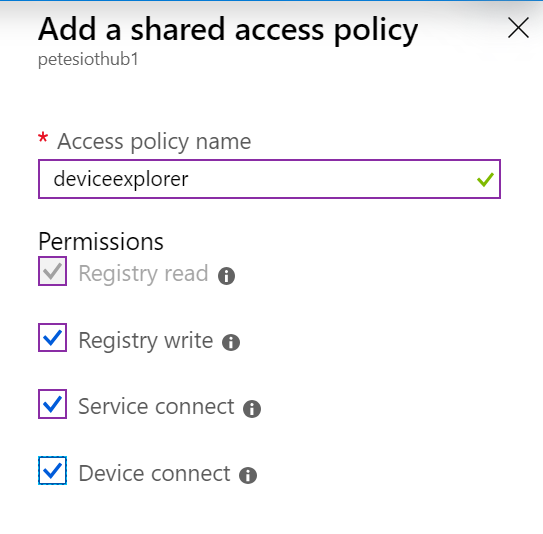 Add a shared access policy
petesiothub1
* Access policy name
deviceexplorer
Permissions
Registry read
Registry write
Service connect
Device connect